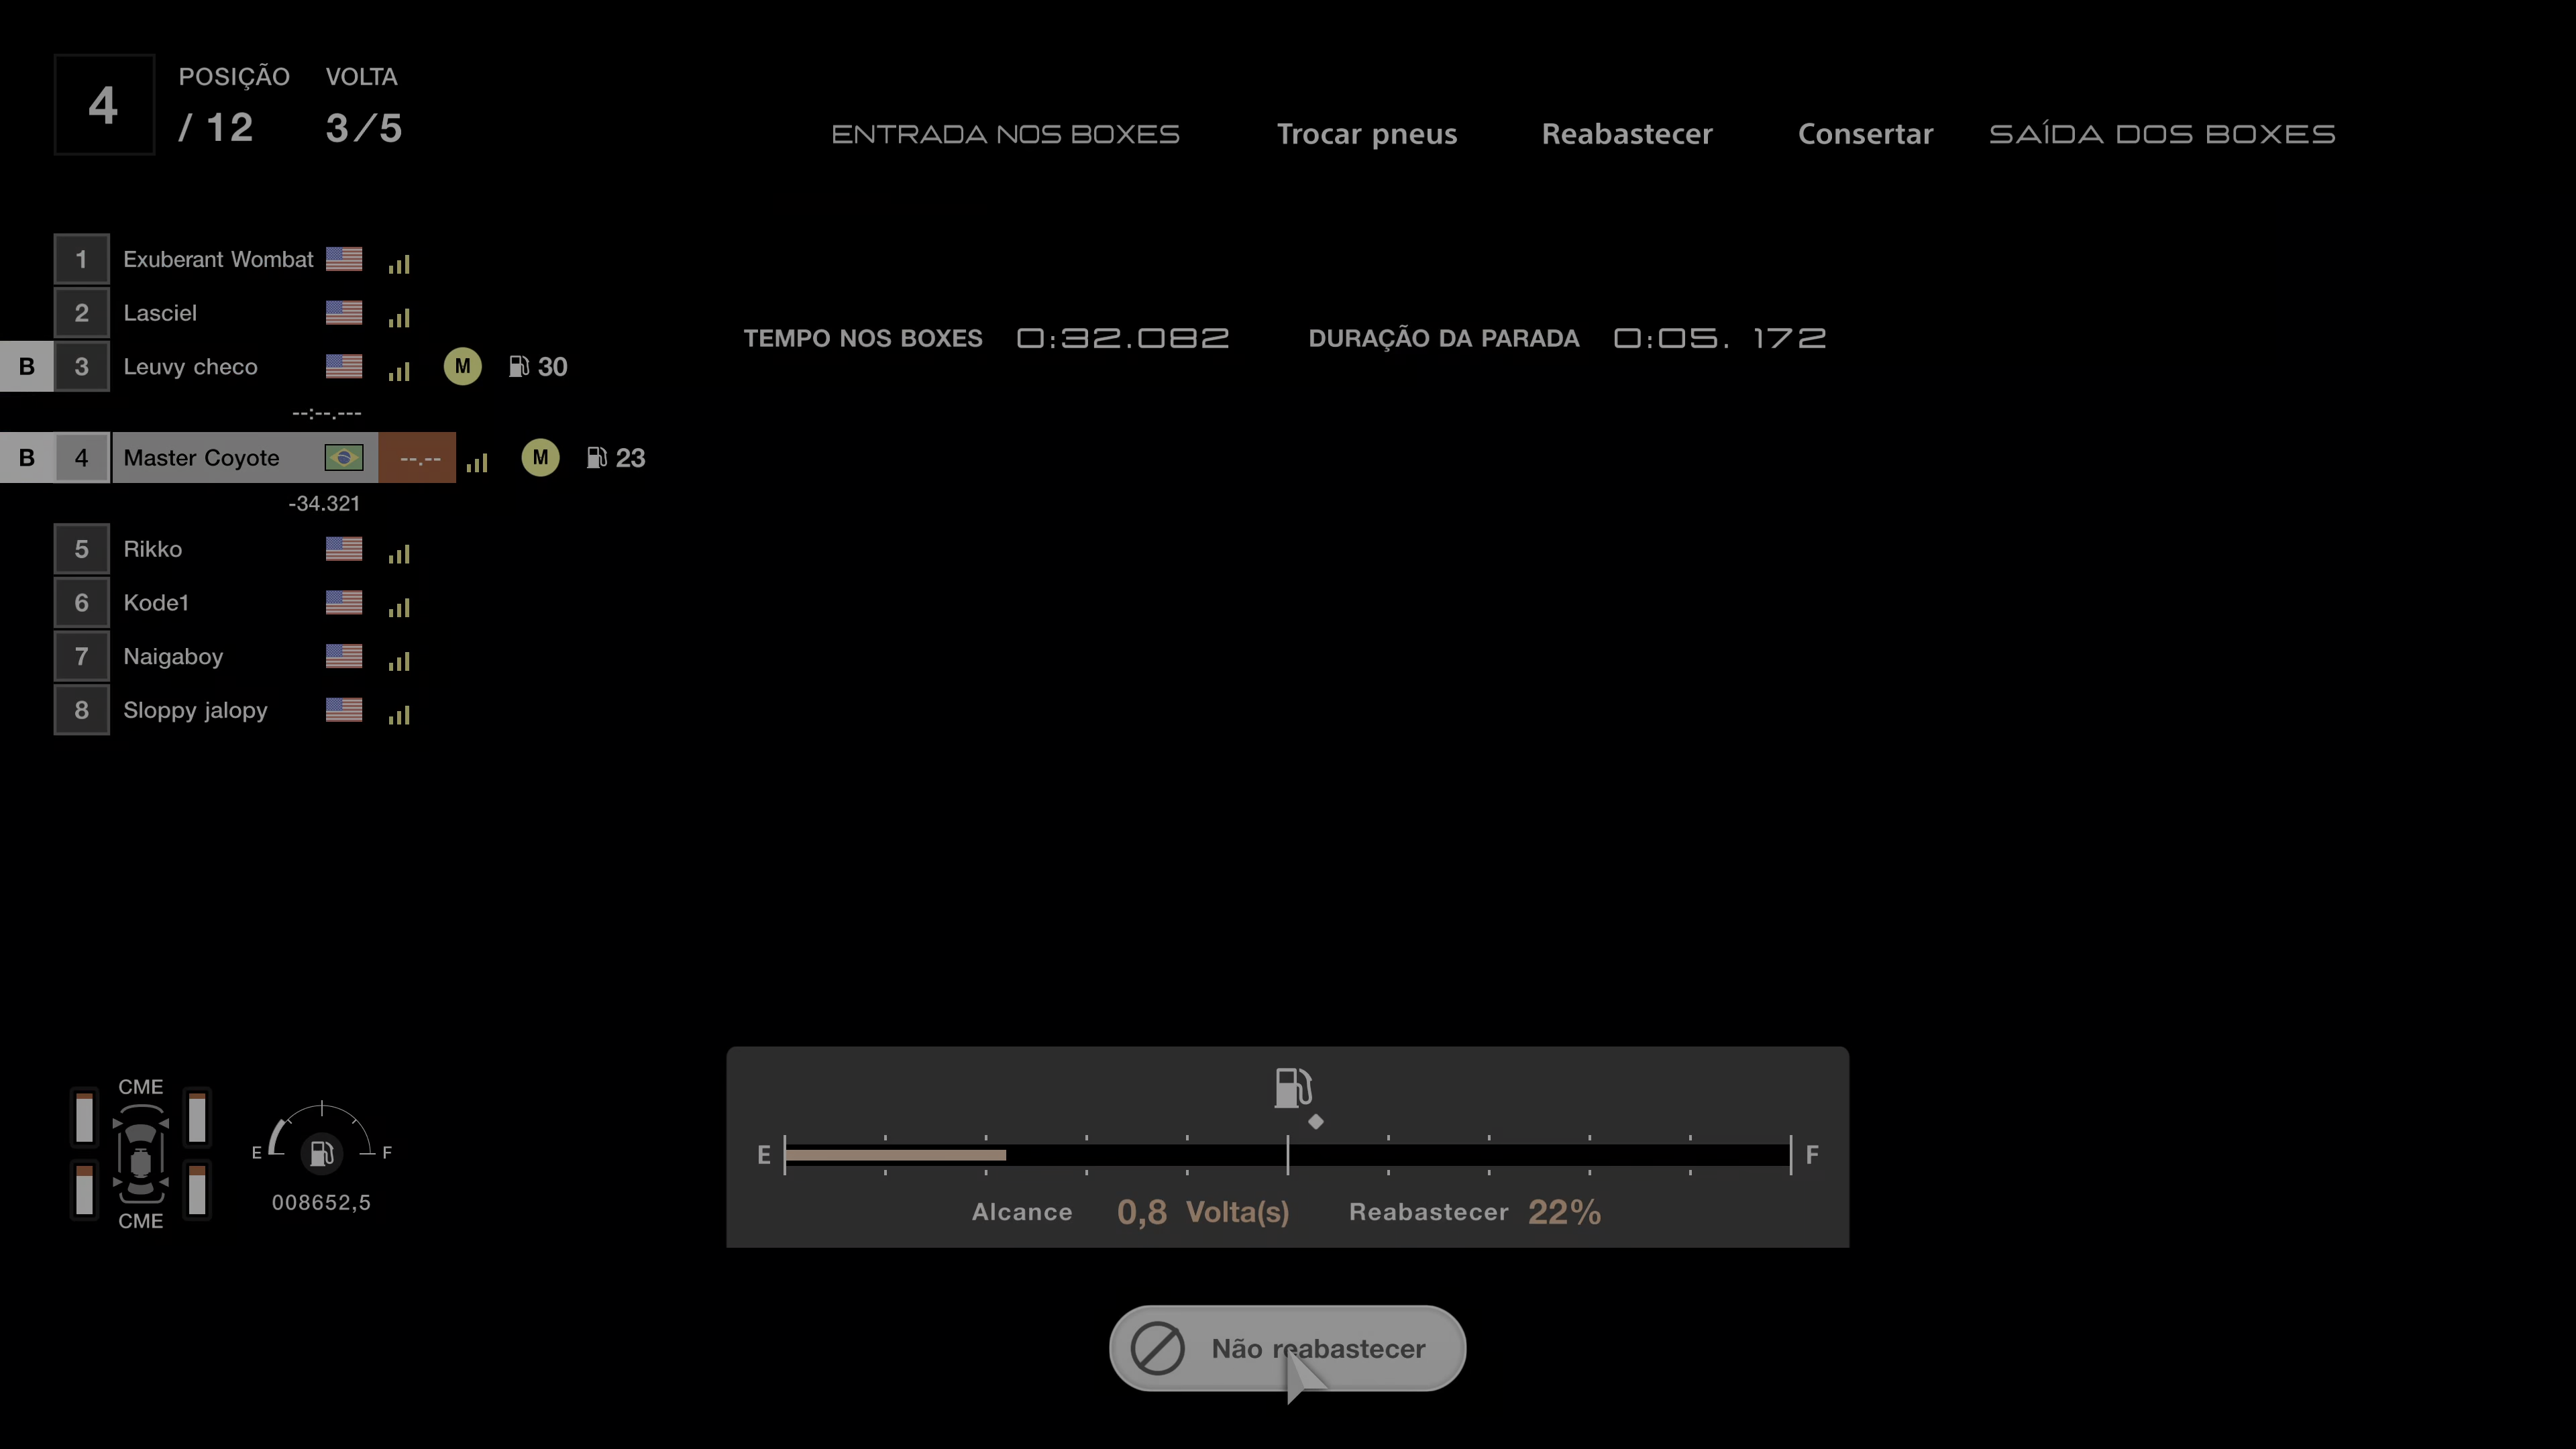 4 POSIÇÃO VOLTA
/ 12 3/5
ENTRADA NOS BOXES Trocar pneus Reabastecer Consertar SAÍDA DOS BOXES
1 Exuberant Wombat
2 Lasciel
B 3 Leuvy checo M 30
--:--.---
B 4 Master Coyote --.-- M 23
-34.321
5 Rikko
6 Kode1
7 Naigaboy
8 Sloppy jalopy
TEMPO NOS BOXES 0:32.082 DURAÇÃO DA PARADA 0:05.172
CME
CME
E F
008652,5
E F
Alcance 0,8 Volta(s) Reabastecer 22%
Não reabastecer